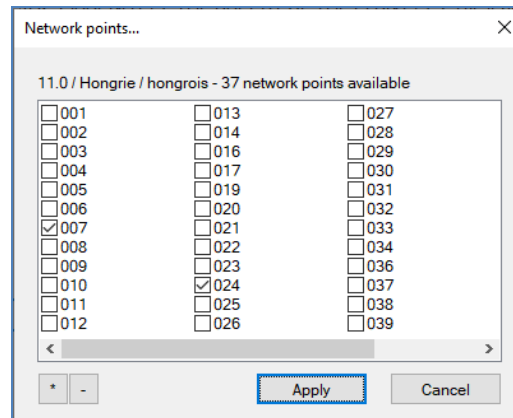 Network points...
11.0 / Hongrie / hongrois - 37 network points available
001 013 027
002 014 028
003 016 029
004 017 030
005 019 031
006 020 032
007 021 033
008 022 034
009 023 036
010 024 037
011 025 038
012 026 039
* - Apply Cancel